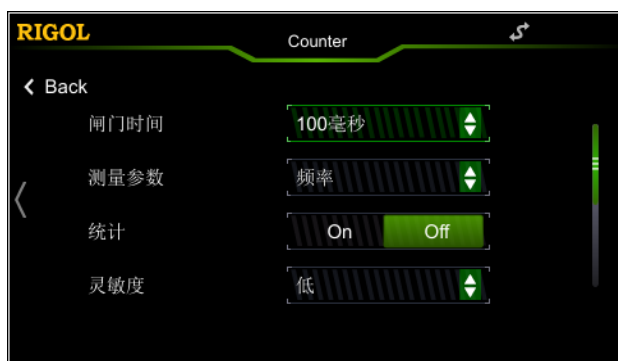 RIGOL
Counter
Back
闸门时间 100毫秒
测量参数 频率
统计 On Off
灵敏度 低